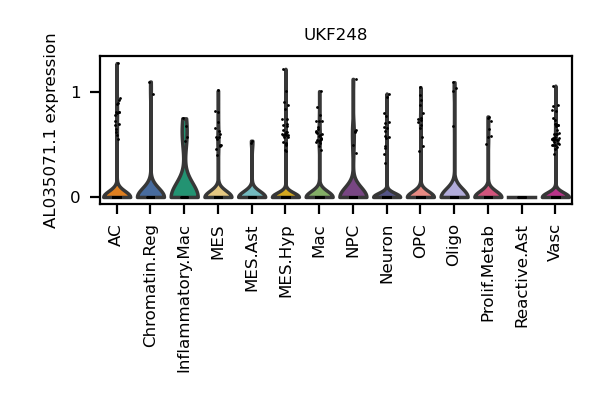 UKF248
AL035071.1 expression
1
0
AC
Chromatin.Reg
Inflammatory.Mac
MES
MES.Ast
MES.Hyp
Mac
NPC
Neuron
OPC
Oligo
Prolif.Metab
Reactive.Ast
Vasc